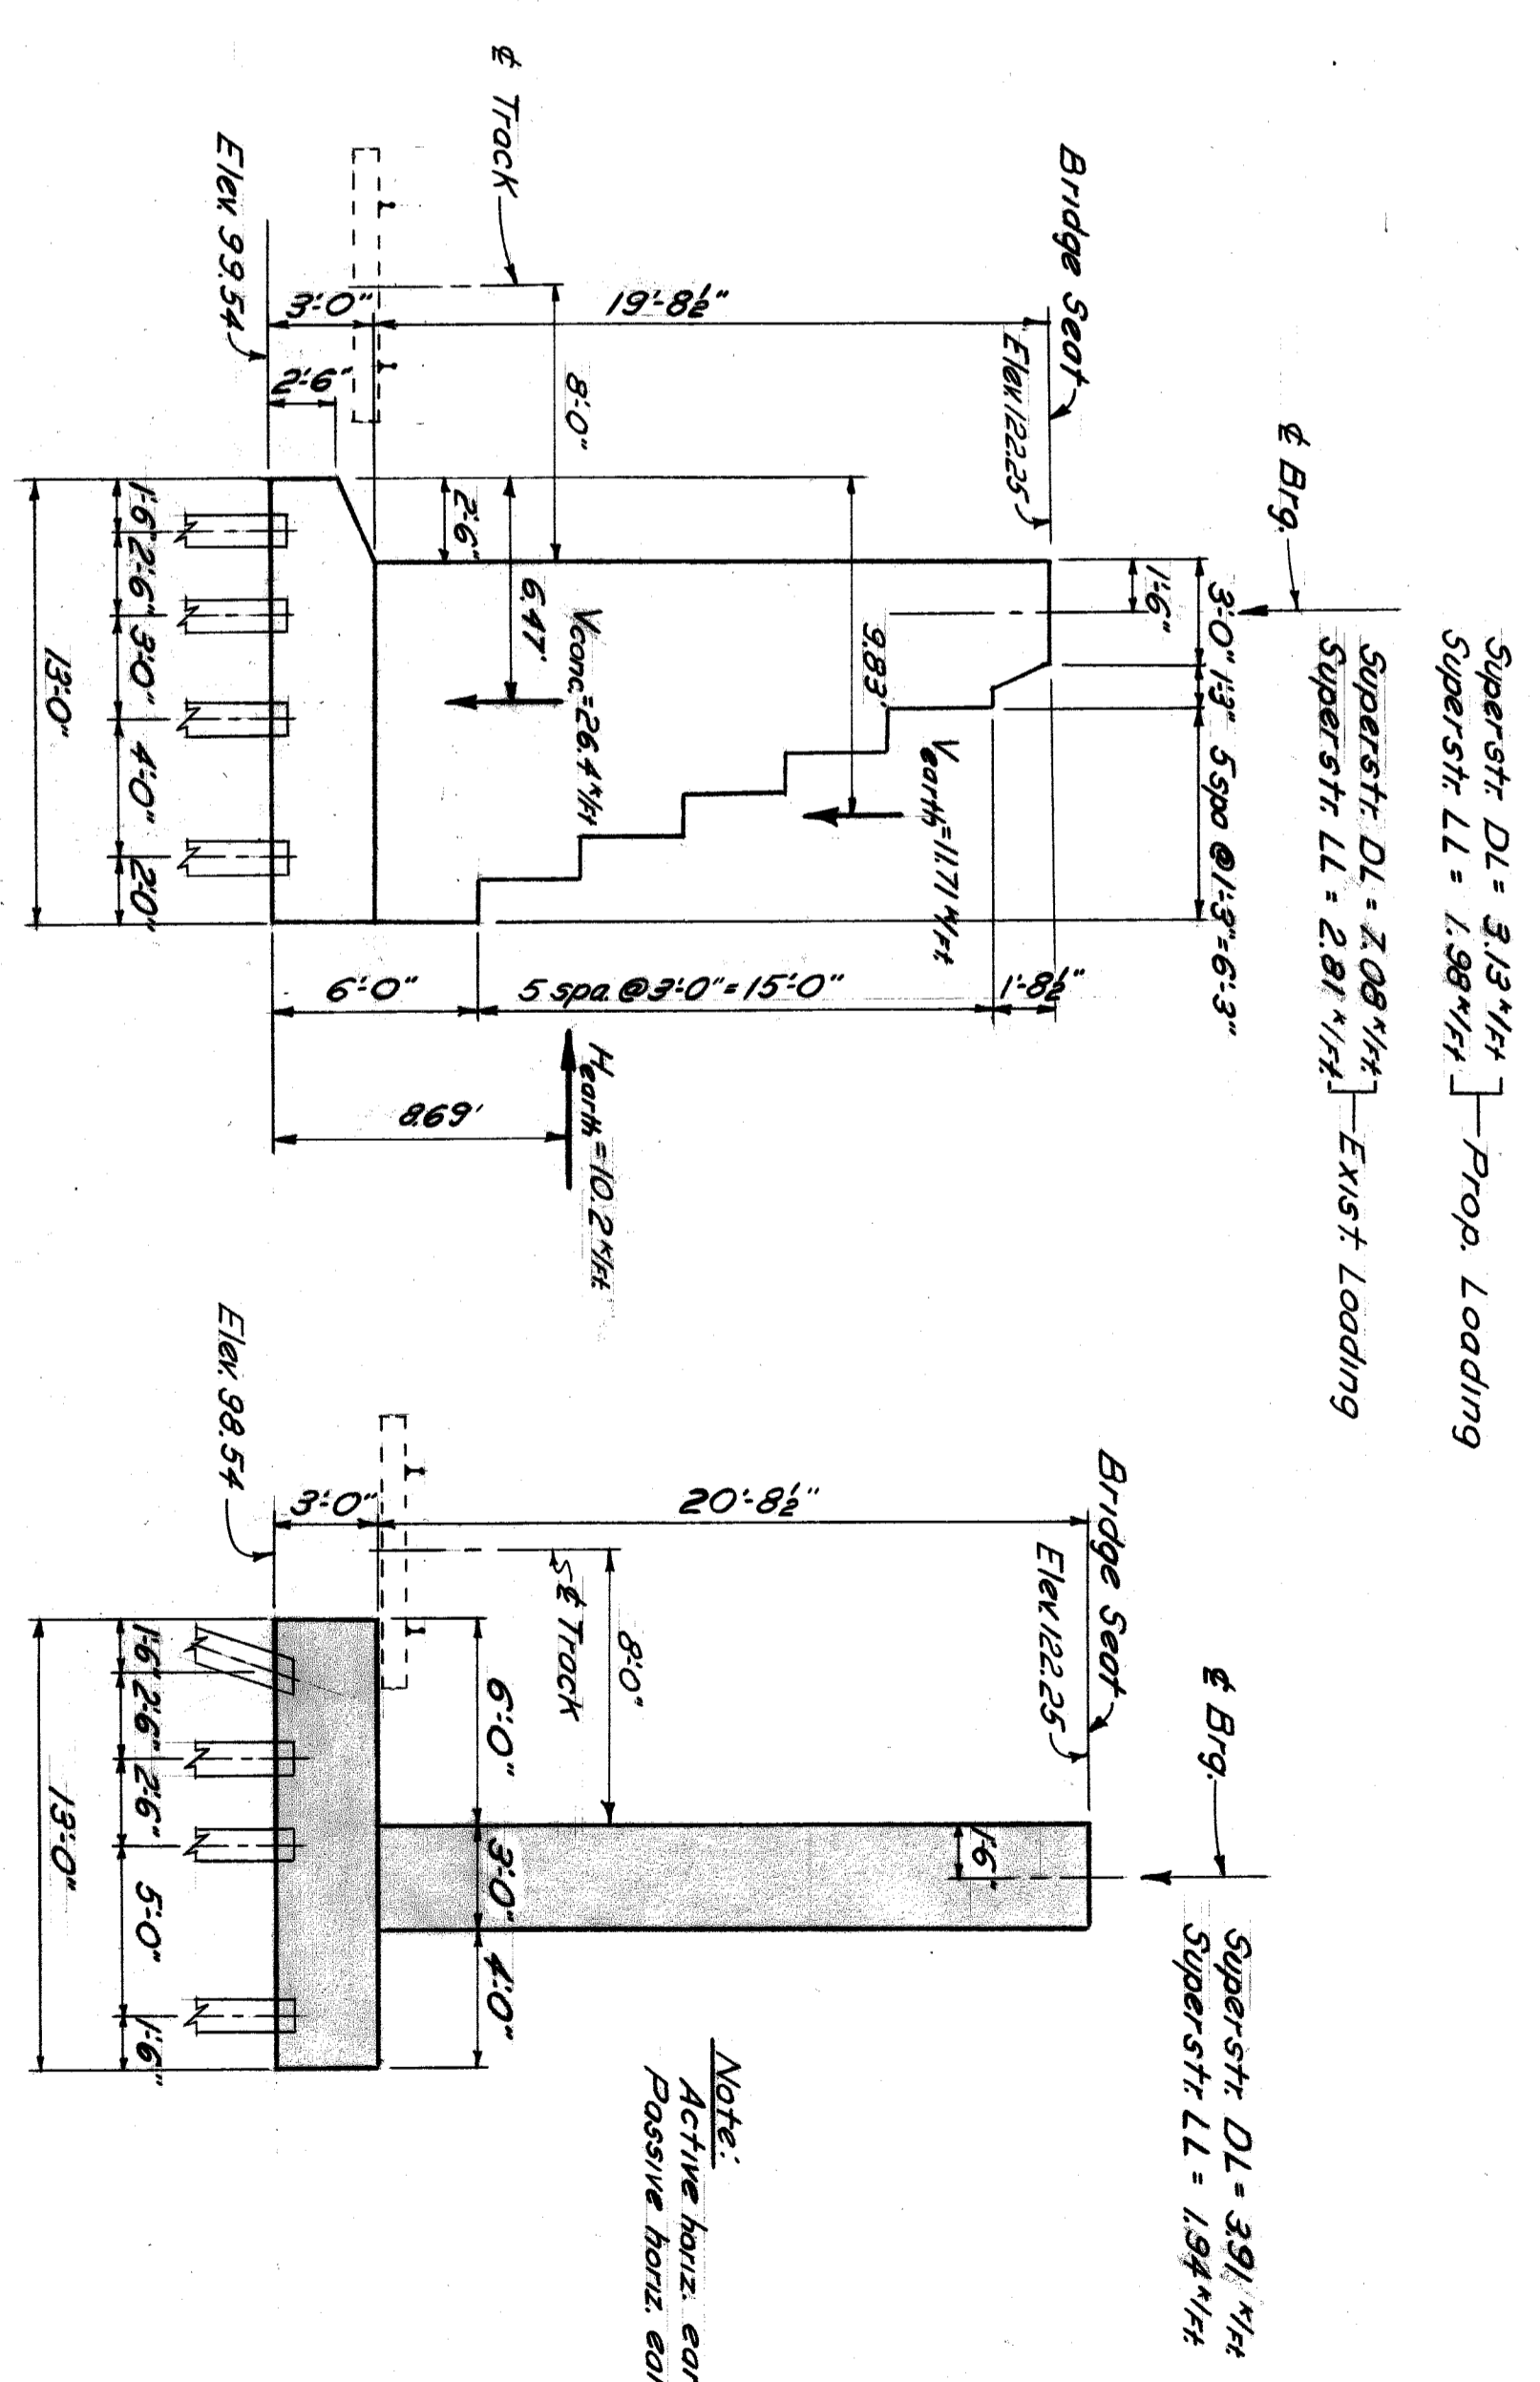 Superstr. DL = 3.13 K/Ft
Superstr. LL = 1.98 K/Ft
Prop. Loading
Superstr. DL = 7.08 K/Ft.
Superstr. LL = 2.81 K/Ft.
Exist. Loading
℄ Brg.
Bridge Seat
Elev. 122.25
3'-0"
1'-3"
5 spa @ 1'-3" = 6'-3"
1'-6"
19'-8½"
3'-0"
2'-6"
℄ Track
8'-0"
9.83'
Vearth = 11.71 K/Ft.
2'-6"
6.47'
Vconc. = 26.4 K/Ft
1'-8½"
5 spa. @ 3'-0" = 15'-0"
6'-0"
Hearth = 10.2 K/Ft.
8.69'
Elev. 99.54
1'-6"
2'-6"
3'-0"
4'-0"
2'-0"
13'-0"
Superstr. DL = 3.91 K/Ft.
Superstr. LL = 1.94 K/Ft.
℄ Brg.
Bridge Seat
Elev. 122.25
1'-6"
20'-8½"
3'-0"
8'-0"
℄ Track
6'-0"
3'-0"
4'-0"
Elev. 98.54
1'-6"
2'-6"
2'-6"
5'-0"
1'-6"
13'-0"
Note:
Active horiz. ear
Passive horiz. ear